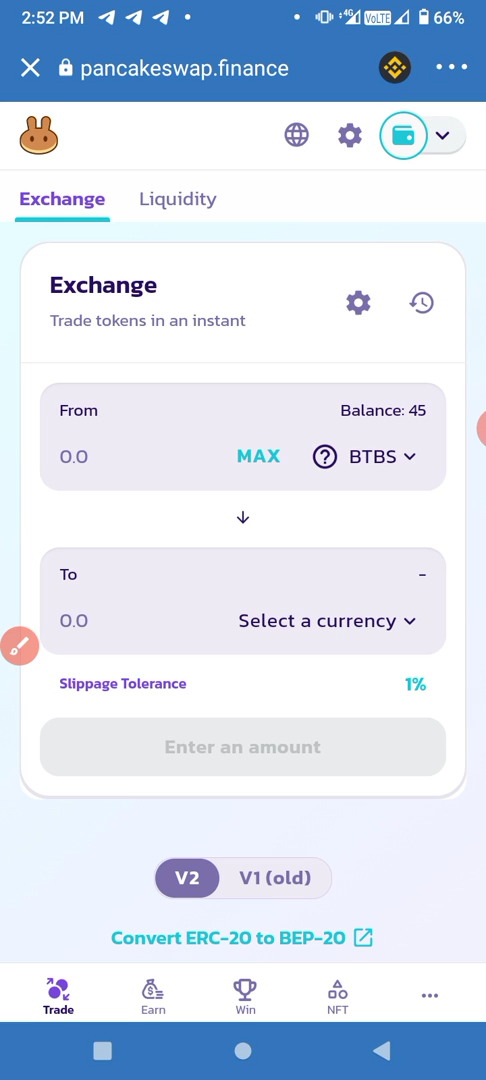 2:52 PM 4G VoLTE 66%
pancakeswap.finance
Exchange Liquidity
Exchange
Trade tokens in an instant
From Balance: 45
0.0 MAX BTBS
To -
0.0 Select a currency
Slippage Tolerance 1%
Enter an amount
V2 V1 (old)
Convert ERC-20 to BEP-20
Trade Earn Win NFT